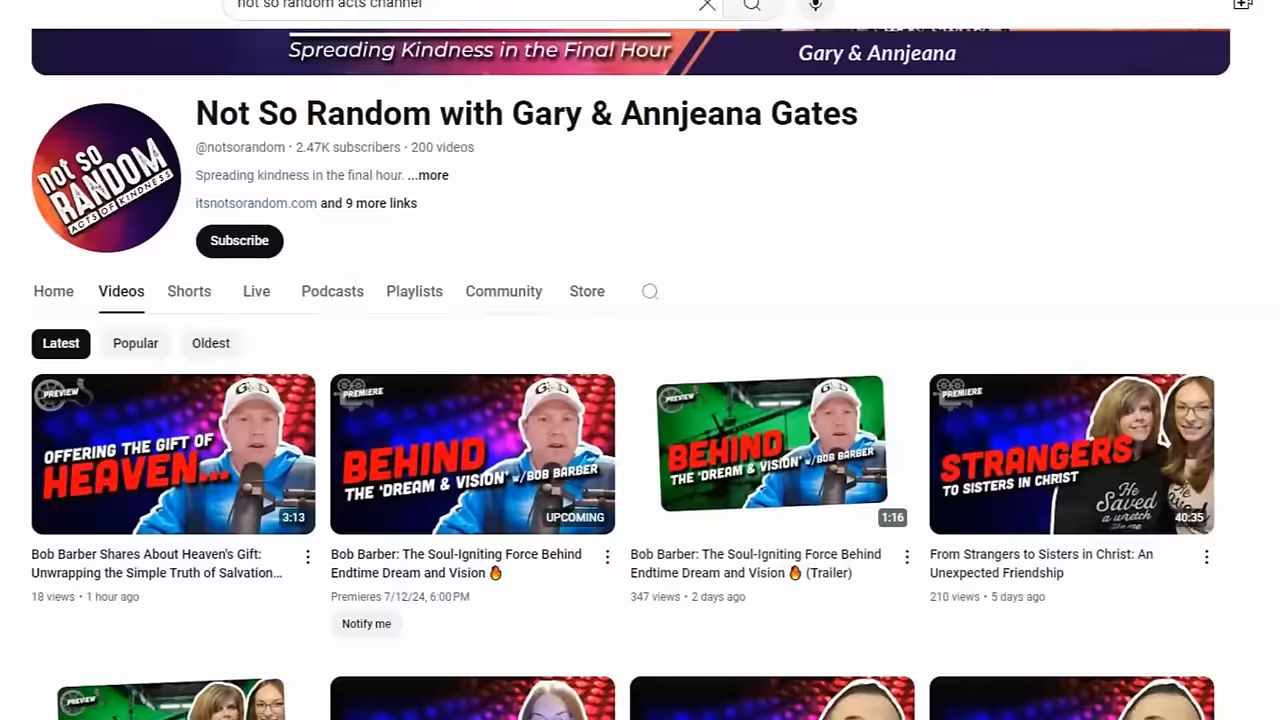 not so random acts channel
Spreading Kindness in the Final Hour
Gary & Annjeana
not so
RANDOM
ACTS OF KINDNESS
Not So Random with Gary & Annjeana Gates
@notsorandom · 2.47K subscribers · 200 videos
Spreading kindness in the final hour. ...more
itsnotsorandom.com and 9 more links
Subscribe
Home Videos Shorts Live Podcasts Playlists Community Store
Latest Popular Oldest
PREVIEW
OFFERING THE GIFT OF
HEAVEN...
3:13
PREMIERE
BEHIND
THE 'DREAM & VISION' w/BOB BARBER
UPCOMING
PREVIEW
BEHIND
THE 'DREAM & VISION' w/BOB BARBER
1:16
PREMIERE
STRANGERS
TO SISTERS IN CHRIST
He
Saved
a wretch
like me
40:35
Bob Barber Shares About Heaven's Gift:
Unwrapping the Simple Truth of Salvation...
18 views · 1 hour ago
Bob Barber: The Soul-Igniting Force Behind
Endtime Dream and Vision 🔥
Premieres 7/12/24, 6:00 PM
Notify me
Bob Barber: The Soul-Igniting Force Behind
Endtime Dream and Vision 🔥 (Trailer)
347 views · 2 days ago
From Strangers to Sisters in Christ: An
Unexpected Friendship
210 views · 5 days ago
PREVIEW